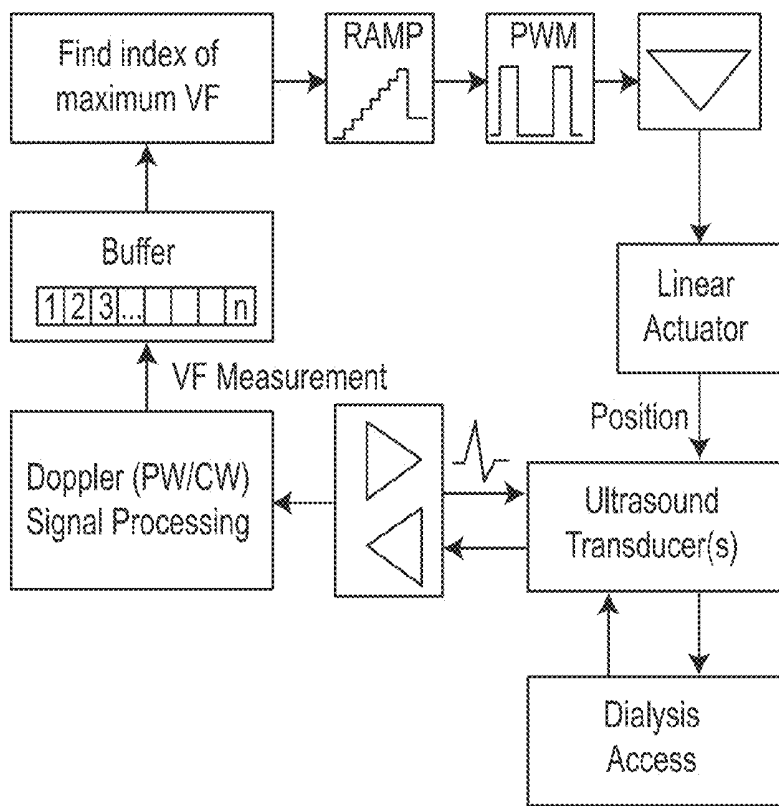 Find index of
maximum VF
RAMP
PWM
Buffer
1 2 3 ... n
Linear
Actuator
VF Measurement
Position
Doppler (PW/CW)
Signal Processing
Ultrasound
Transducer(s)
Dialysis
Access